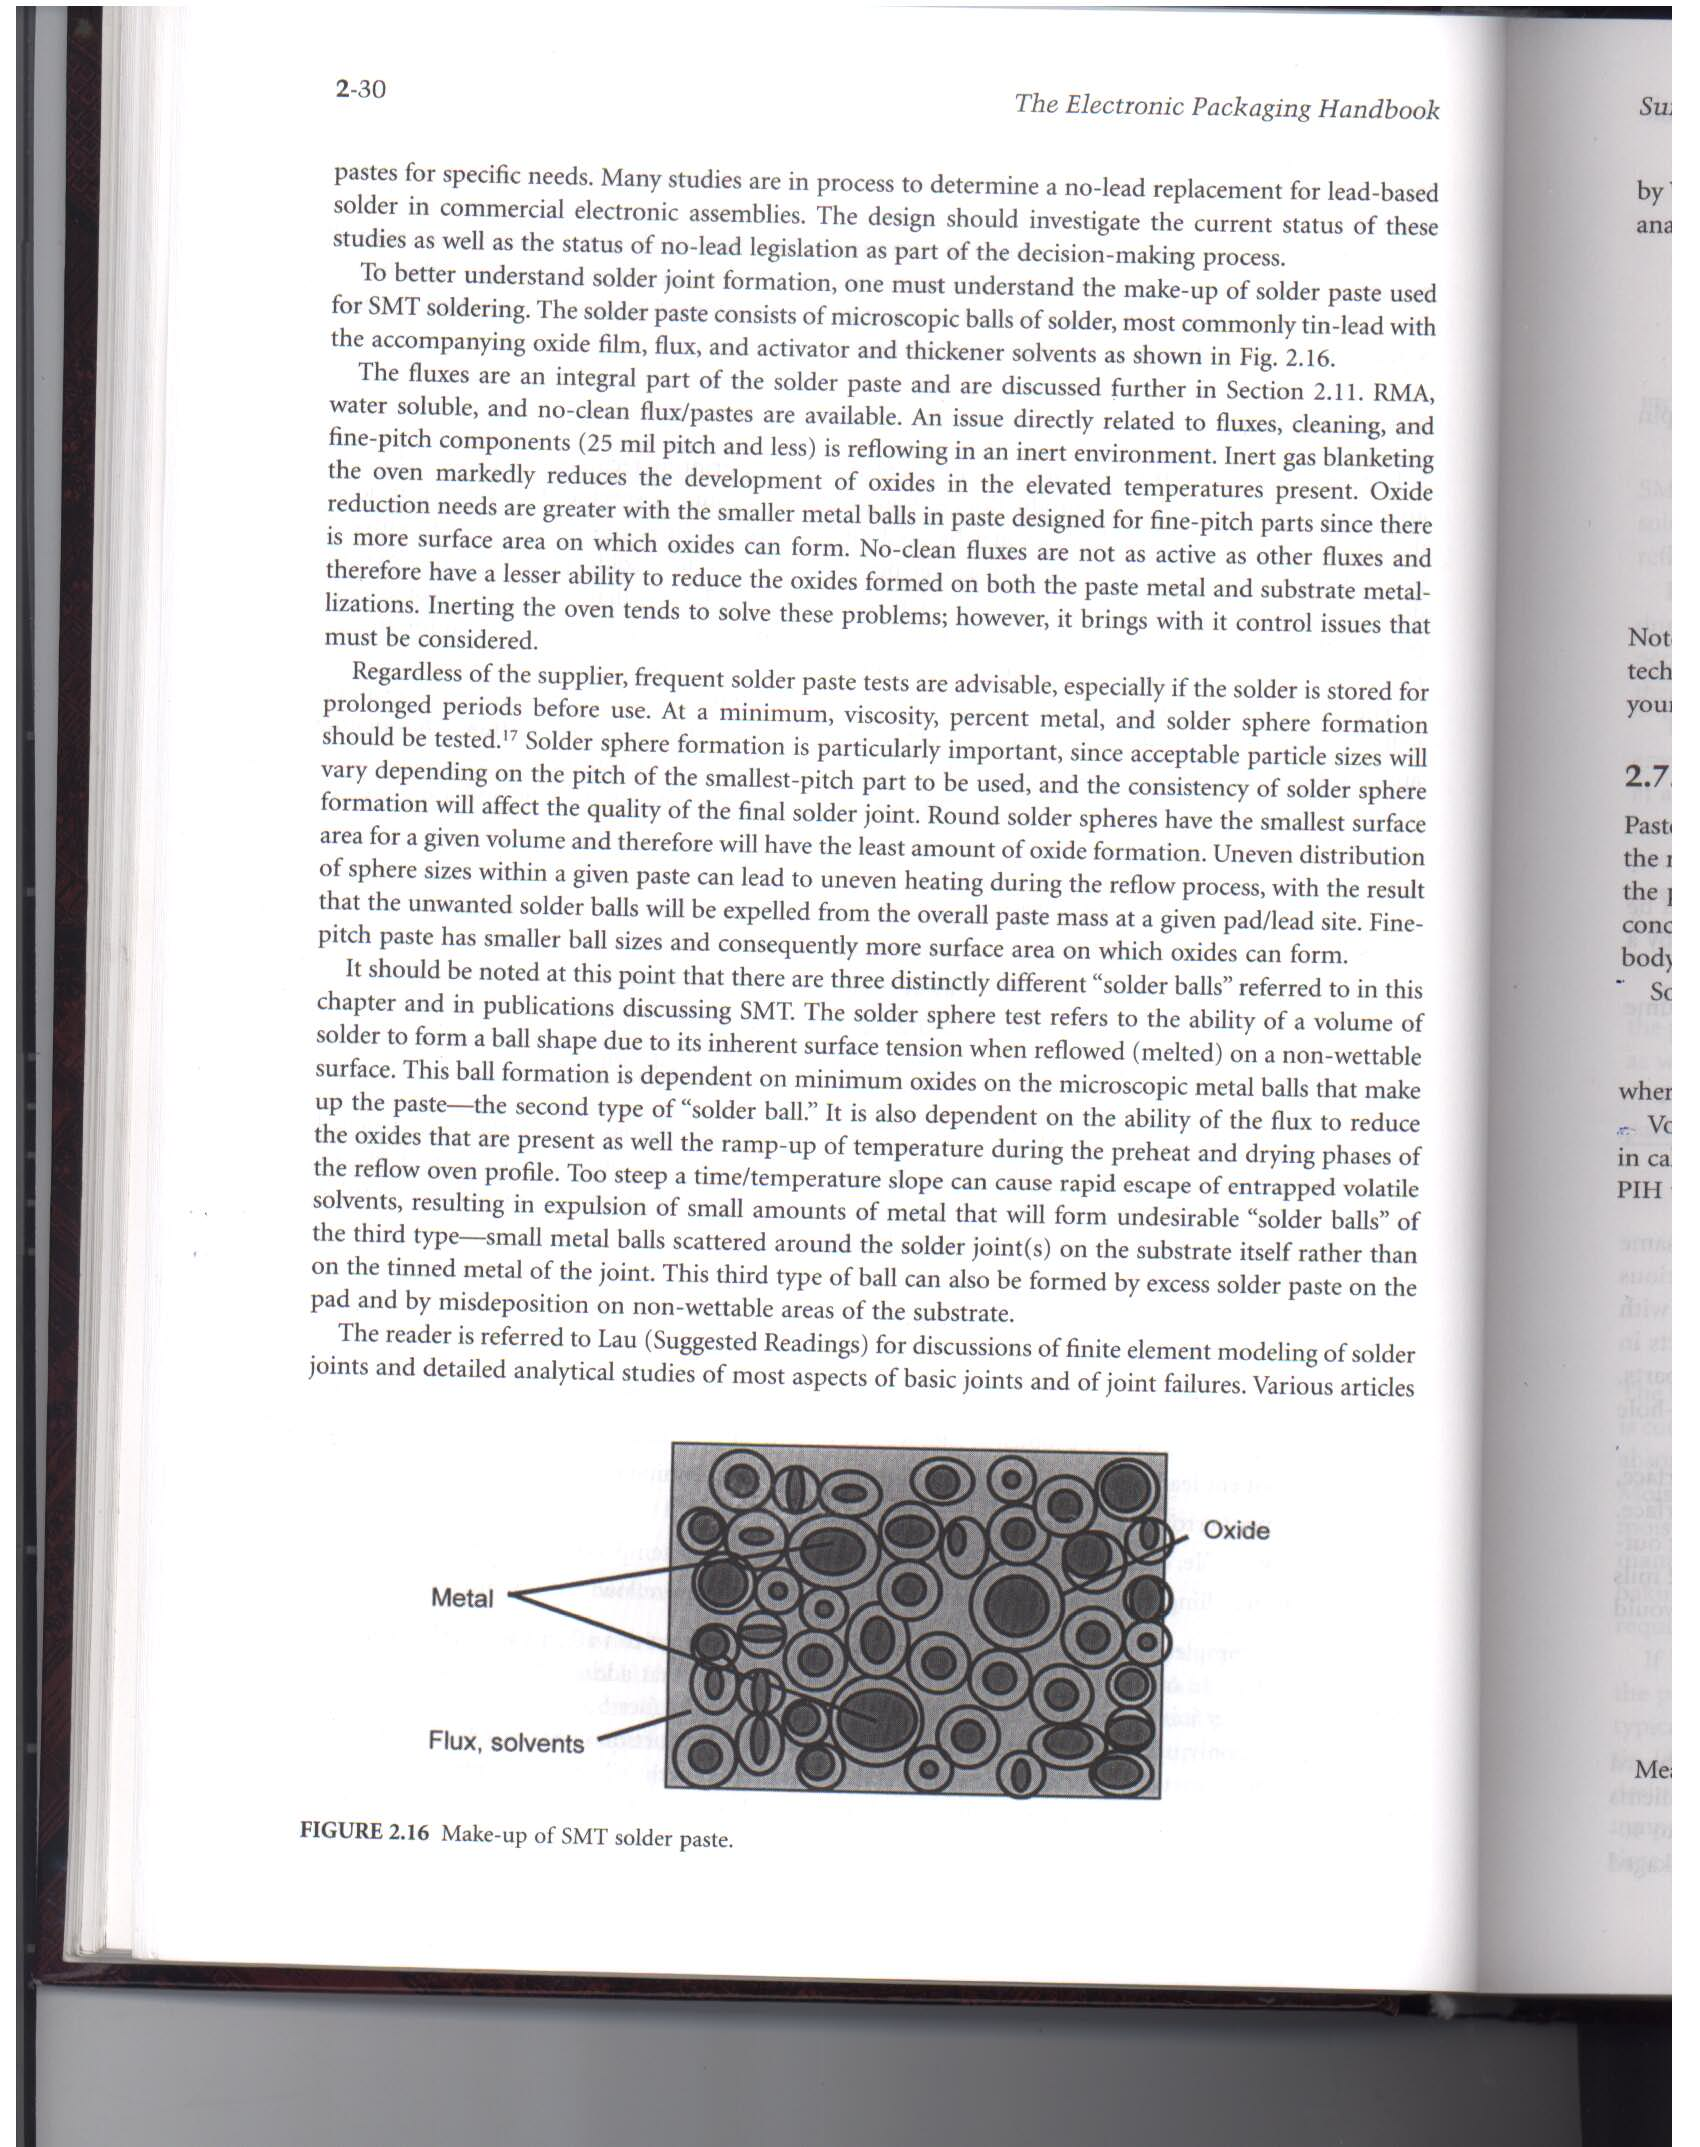 2-30
The Electronic Packaging Handbook
pastes for specific needs. Many studies are in process to determine a no-lead replacement for lead-based
solder in commercial electronic assemblies. The design should investigate the current status of these
studies as well as the status of no-lead legislation as part of the decision-making process.
To better understand solder joint formation, one must understand the make-up of solder paste used
for SMT soldering. The solder paste consists of microscopic balls of solder, most commonly tin-lead with
the accompanying oxide film, flux, and activator and thickener solvents as shown in Fig. 2.16.
The fluxes are an integral part of the solder paste and are discussed further in Section 2.11. RMA,
water soluble, and no-clean flux/pastes are available. An issue directly related to fluxes, cleaning, and
fine-pitch components (25 mil pitch and less) is reflowing in an inert environment. Inert gas blanketing
the oven markedly reduces the development of oxides in the elevated temperatures present. Oxide
reduction needs are greater with the smaller metal balls in paste designed for fine-pitch parts since there
is more surface area on which oxides can form. No-clean fluxes are not as active as other fluxes and
therefore have a lesser ability to reduce the oxides formed on both the paste metal and substrate metal-
lizations. Inerting the oven tends to solve these problems; however, it brings with it control issues that
must be considered.
Regardless of the supplier, frequent solder paste tests are advisable, especially if the solder is stored for
prolonged periods before use. At a minimum, viscosity, percent metal, and solder sphere formation
should be tested.17 Solder sphere formation is particularly important, since acceptable particle sizes will
vary depending on the pitch of the smallest-pitch part to be used, and the consistency of solder sphere
formation will affect the quality of the final solder joint. Round solder spheres have the smallest surface
area for a given volume and therefore will have the least amount of oxide formation. Uneven distribution
of sphere sizes within a given paste can lead to uneven heating during the reflow process, with the result
that the unwanted solder balls will be expelled from the overall paste mass at a given pad/lead site. Fine-
pitch paste has smaller ball sizes and consequently more surface area on which oxides can form.
It should be noted at this point that there are three distinctly different “solder balls” referred to in this
chapter and in publications discussing SMT. The solder sphere test refers to the ability of a volume of
solder to form a ball shape due to its inherent surface tension when reflowed (melted) on a non-wettable
surface. This ball formation is dependent on minimum oxides on the microscopic metal balls that make
up the paste—the second type of “solder ball.” It is also dependent on the ability of the flux to reduce
the oxides that are present as well the ramp-up of temperature during the preheat and drying phases of
the reflow oven profile. Too steep a time/temperature slope can cause rapid escape of entrapped volatile
solvents, resulting in expulsion of small amounts of metal that will form undesirable “solder balls” of
the third type—small metal balls scattered around the solder joint(s) on the substrate itself rather than
on the tinned metal of the joint. This third type of ball can also be formed by excess solder paste on the
pad and by misdeposition on non-wettable areas of the substrate.
The reader is referred to Lau (Suggested Readings) for discussions of finite element modeling of solder
joints and detailed analytical studies of most aspects of basic joints and of joint failures. Various articles
Oxide
Metal
Flux, solvents
FIGURE 2.16 Make-up of SMT solder paste.
by
2.7
the
the
in
PIH